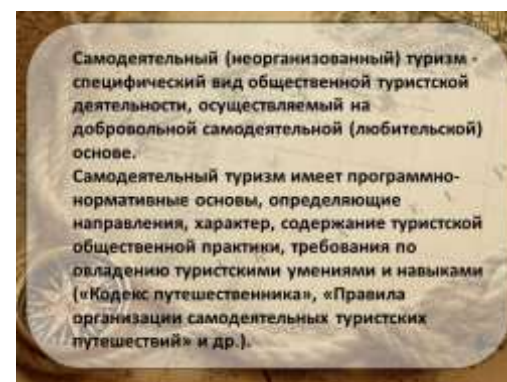 Самодеятельный (неорганизованный) туризм -
специфический вид общественной туристской
деятельности, осуществляемый на
добровольной самодеятельной (любительской)
основе.
Самодеятельный туризм имеет программно-
нормативные основы, определяющие
направления, характер, содержание туристской
общественной практики, требования по
овладению туристскими умениями и навыками
(«Кодекс путешественника», «Правила
организации самодеятельных туристских
путешествий» и др.).